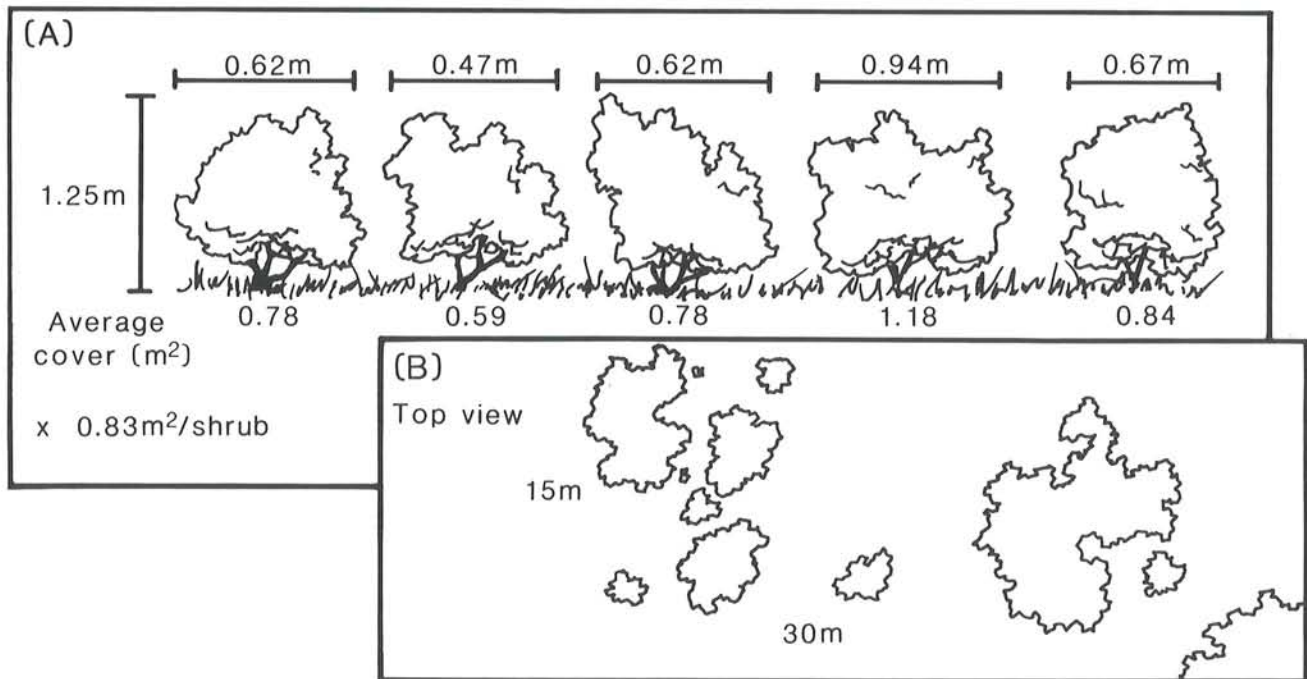 (A)
0.62m 0.47m 0.62m 0.94m 0.67m
1.25m
Average 0.78 0.59 0.78 1.18 0.84
cover (m²)
x 0.83m²/shrub
(B)
Top view
15m
30m